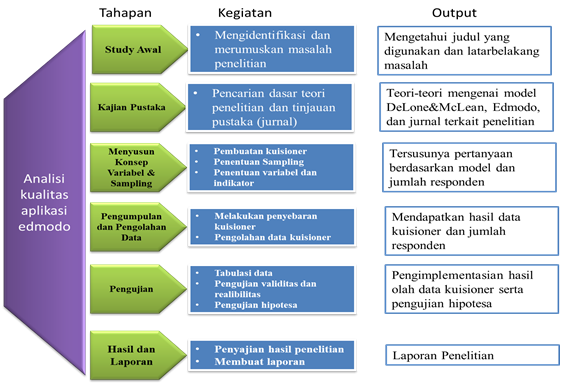 Tahapan
Kegiatan
Output
Analisi
kualitas
aplikasi
edmodo
Study Awal
• Mengidentifikasi dan
merumuskan masalah
penelitian
Mengetahui judul yang
digunakan dan latarbelakang
masalah
Kajian Pustaka
• Pencarian dasar teori
penelitian dan tinjauan
pustaka (jurnal)
Teori-teori mengenai model
DeLone&McLean, Edmodo,
dan jurnal terkait penelitian
Menyusun
Konsep
Variabel &
Sampling
• Pembuatan kuisioner
• Penentuan Sampling
• Penentuan variabel dan
indikator
Tersusunya pertanyaan
berdasarkan model dan
jumlah responden
Pengumpulan
dan Pengolahan
Data
• Melakukan penyebaran
kuisioner
• Pengolahan data kuisioner
Mendapatkan hasil data
kuisioner dan jumlah
responden
Pengujian
• Tabulasi data
• Pengujian validitas dan
realibilitas
• Pengujian hipotesa
Pengimplementasian hasil
olah data kuisioner serta
pengujian hipotesa
Hasil dan
Laporan
• Penyajian hasil penelitian
• Membuat laporan
Laporan Penelitian